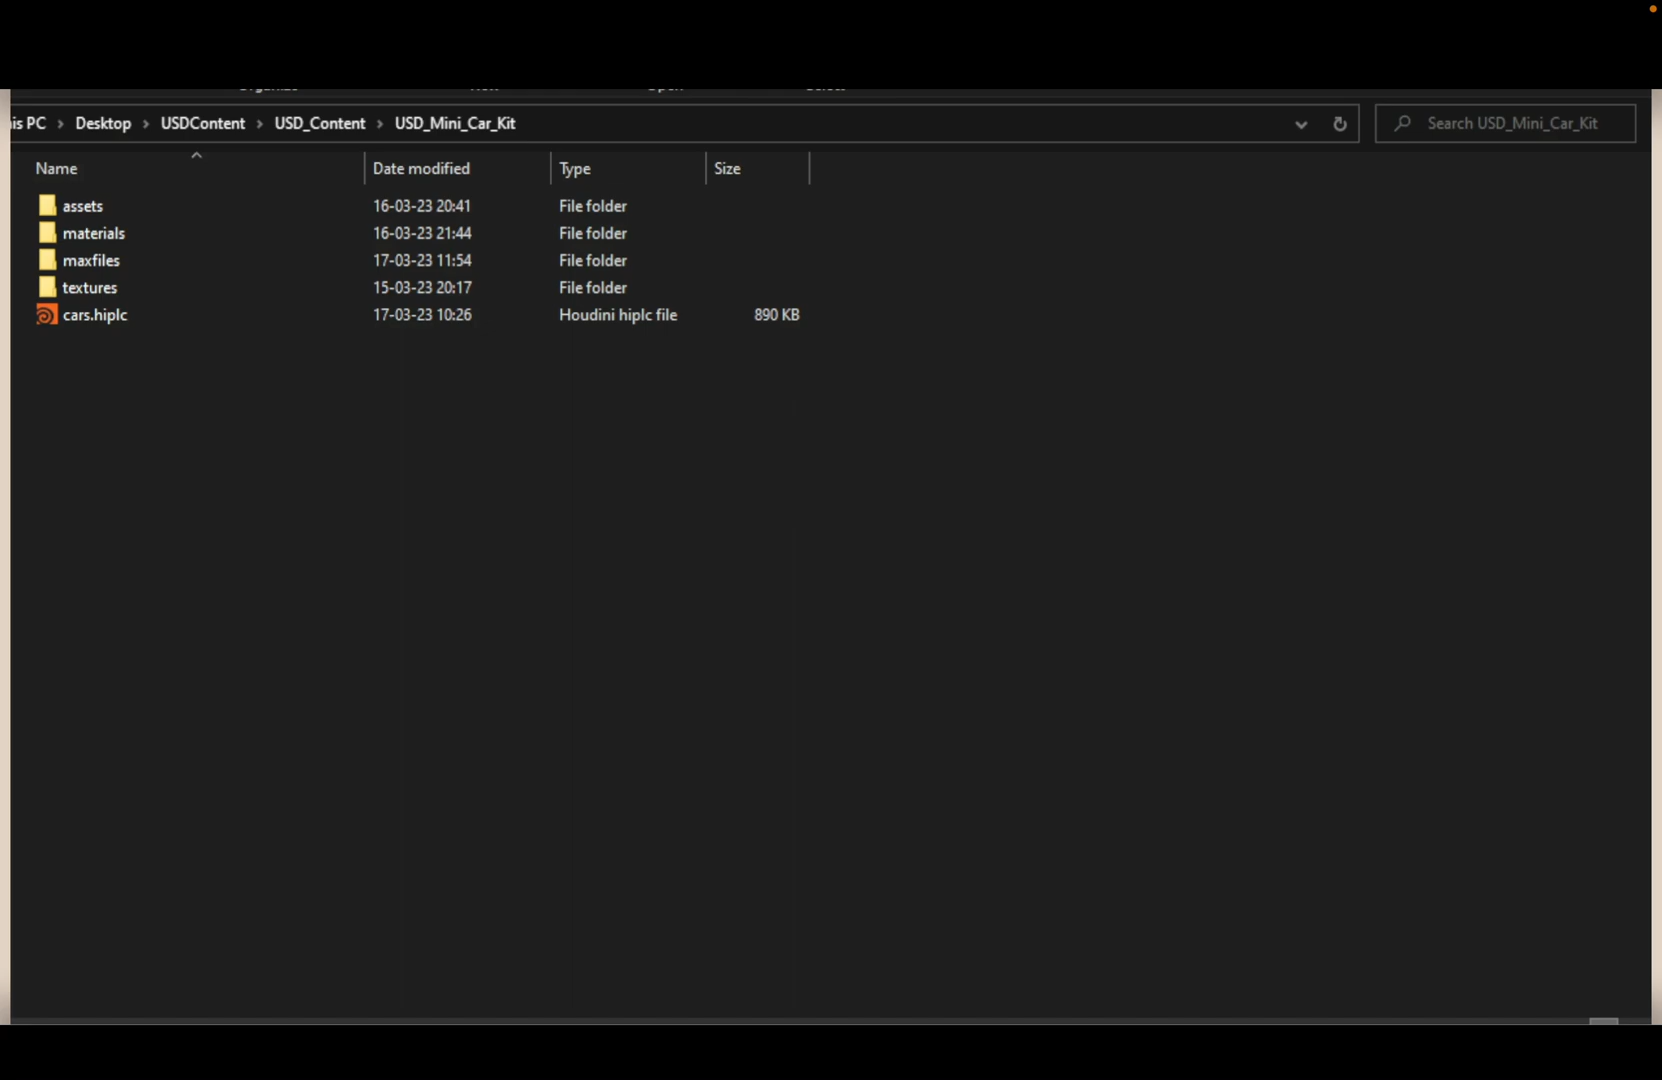 is PC > Desktop > USDContent > USD_Content > USD_Mini_Car_Kit Search USD_Mini_Car_Kit
Name Date modified Type Size
assets 16-03-23 20:41 File folder
materials 16-03-23 21:44 File folder
maxfiles 17-03-23 11:54 File folder
textures 15-03-23 20:17 File folder
cars.hiplc 17-03-23 10:26 Houdini hiplc file 890 KB